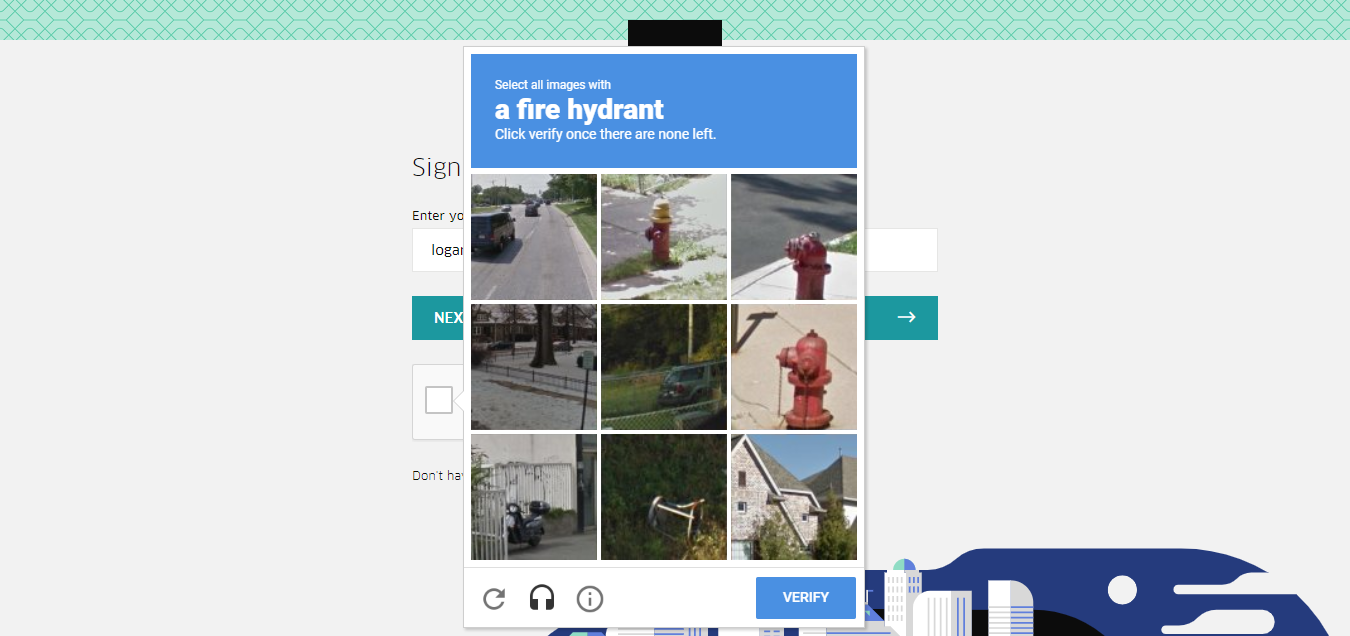 Select all images with
a fire hydrant
Click verify once there are none left.
Sign
Enter yo
logar
NEX
→
Don't hav
VERIFY